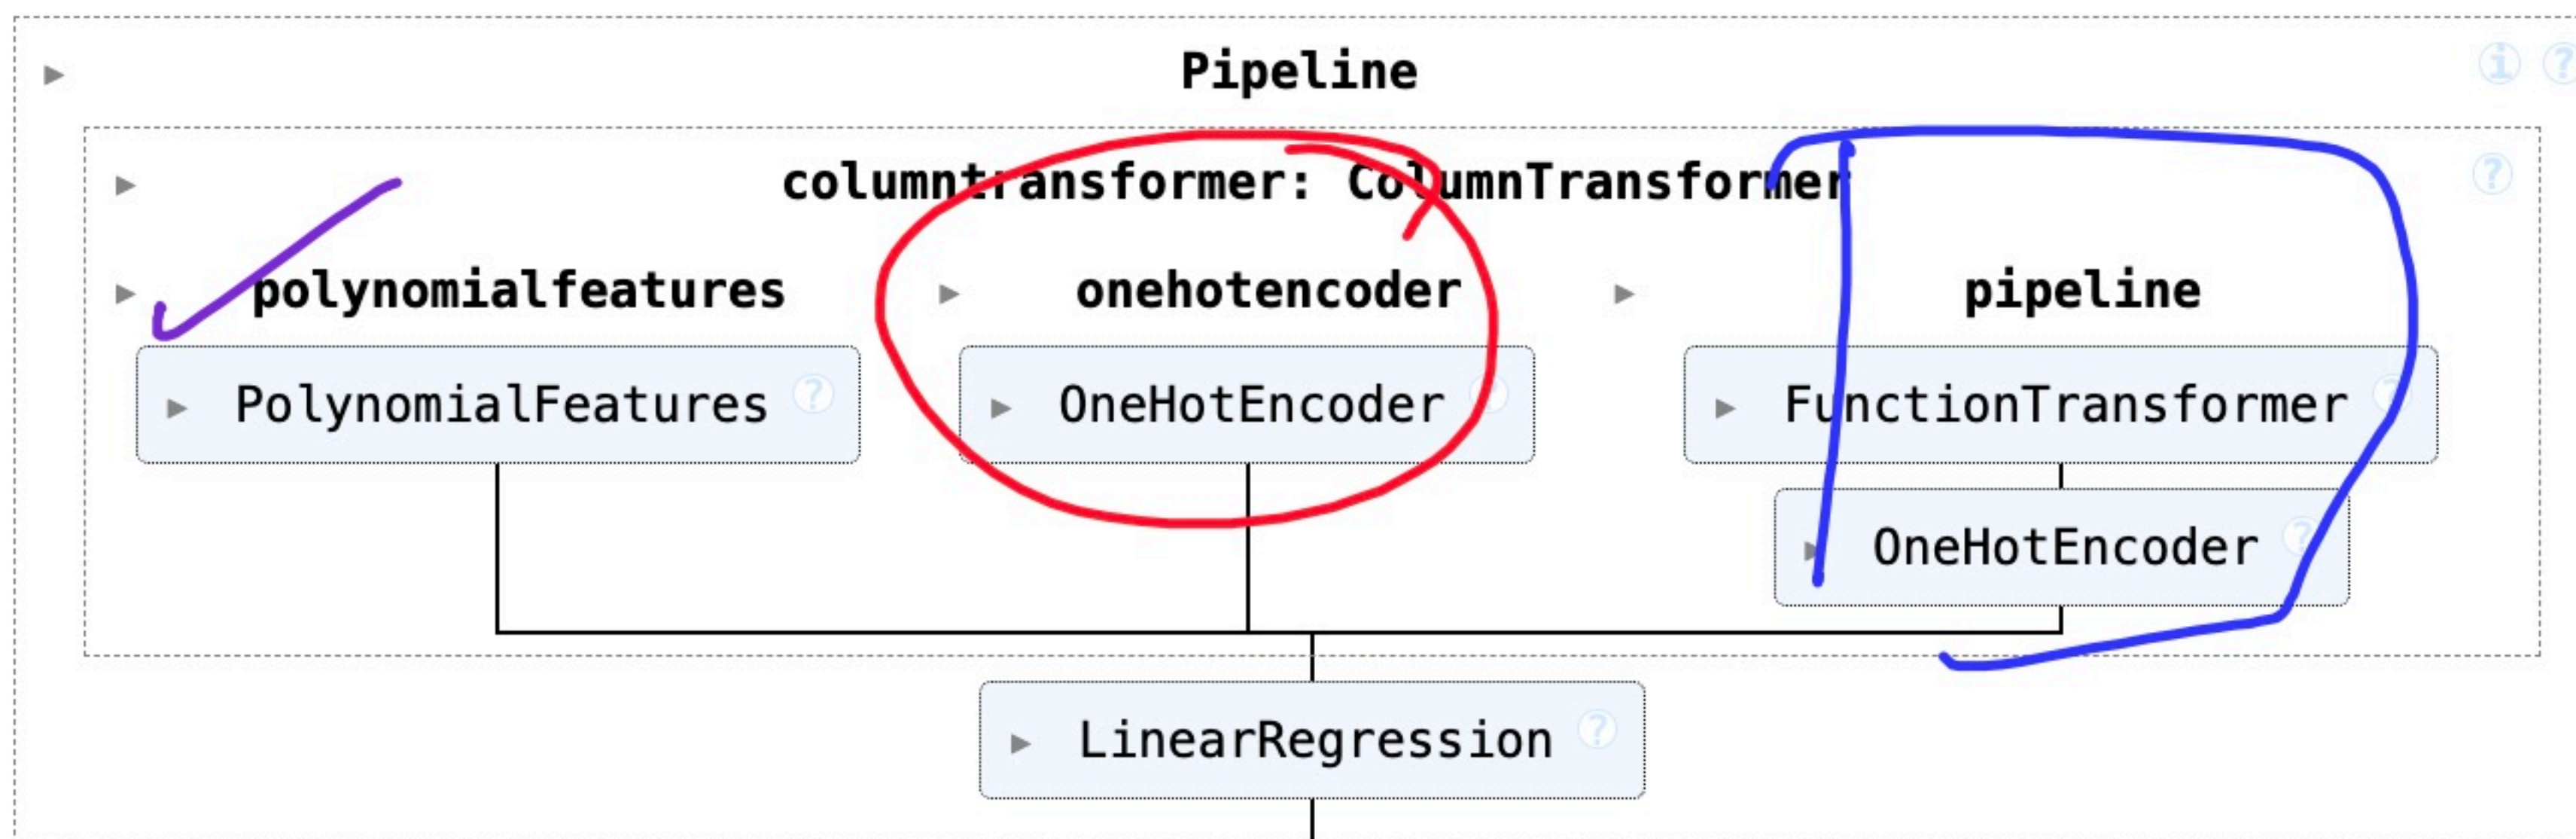 Pipeline
i ?
columntransformer: ColumnTransformer
?
polynomialfeatures onehotencoder pipeline
PolynomialFeatures ? OneHotEncoder ? FunctionTransformer ?
OneHotEncoder ?
LinearRegression ?